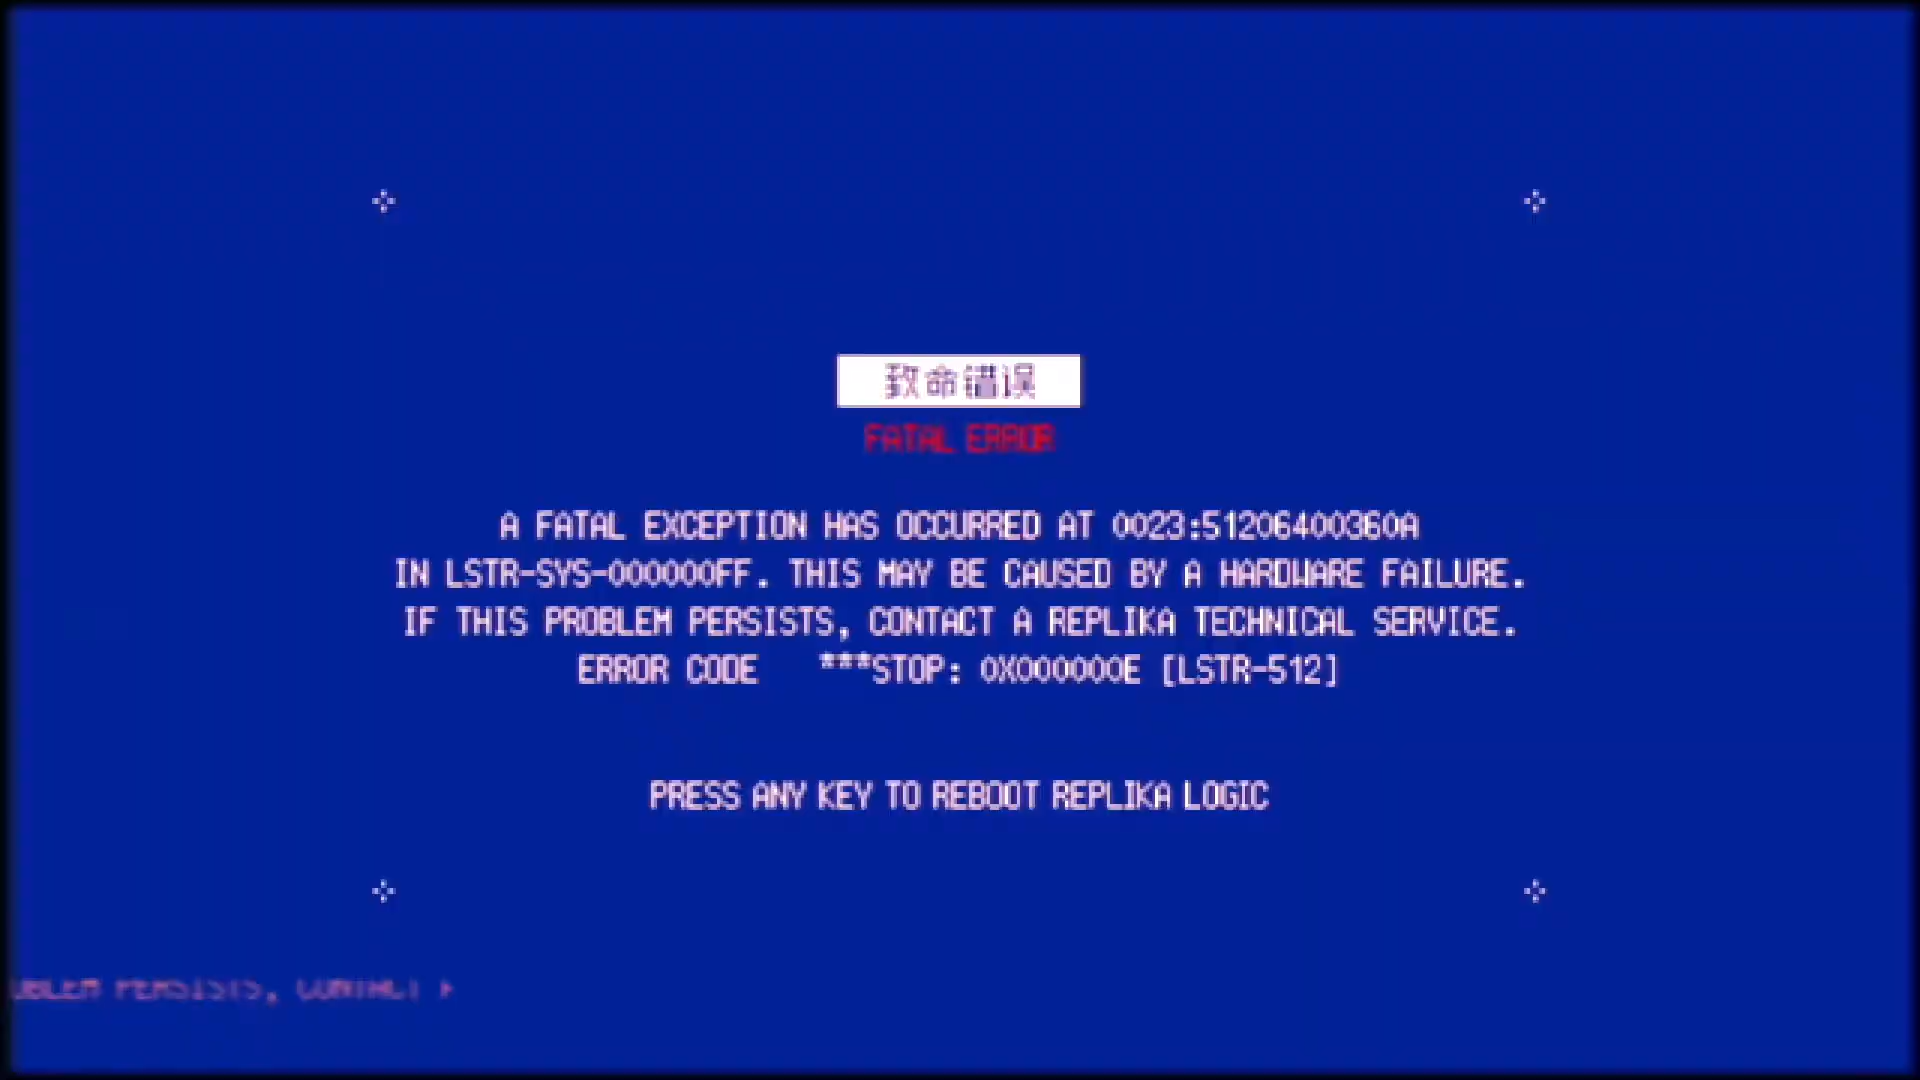 致命错误
FATAL ERROR
A FATAL EXCEPTION HAS OCCURRED AT 0023:51206400360A
IN LSTR-SYS-000000FF. THIS MAY BE CAUSED BY A HARDWARE FAILURE.
IF THIS PROBLEM PERSISTS, CONTACT A REPLIKA TECHNICAL SERVICE.
ERROR CODE ***STOP: 0X000000E [LSTR-512]
PRESS ANY KEY TO REBOOT REPLIKA LOGIC
PERSISTS, CONTACT